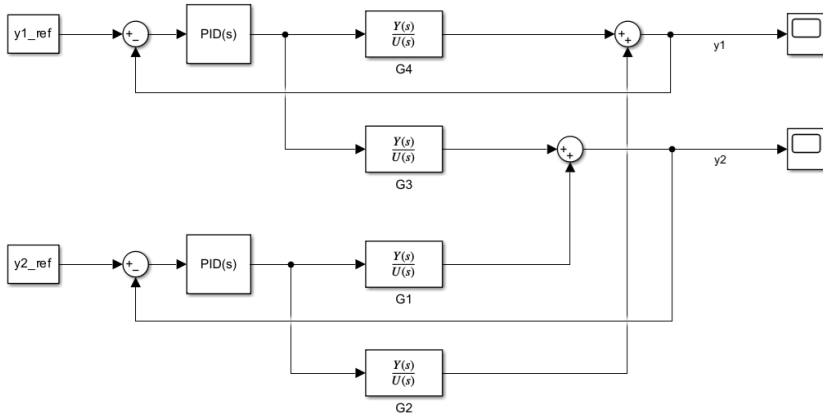 y1_ref
+
−
PID(s)
Y(s)
U(s)
G4
+
+
y1
Y(s)
U(s)
G3
+
+
y2
y2_ref
+
−
PID(s)
Y(s)
U(s)
G1
Y(s)
U(s)
G2